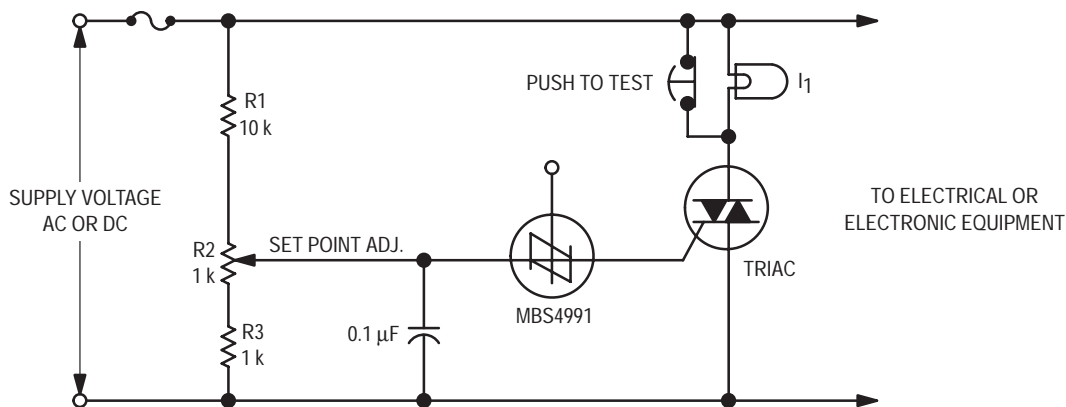 PUSH TO TEST
I1
R1
10 k
SUPPLY VOLTAGE
AC OR DC
TO ELECTRICAL OR
ELECTRONIC EQUIPMENT
R2
1 k
SET POINT ADJ.
TRIAC
MBS4991
R3
1 k
0.1 µF